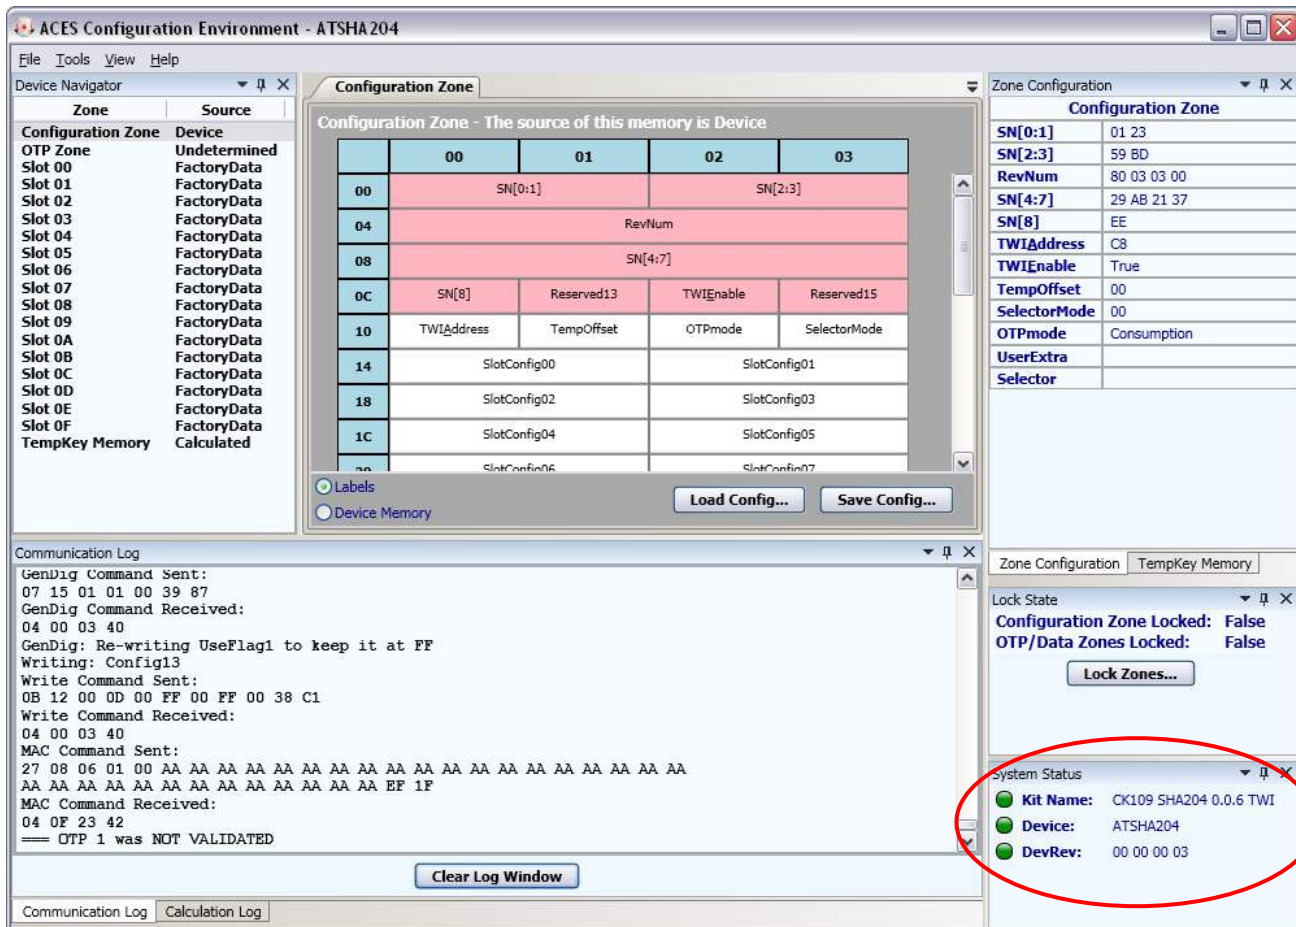 ACES Configuration Environment - ATSHA204
File Tools View Help
Device Navigator
Zone Source
Configuration Zone Device
OTP Zone Undetermined
Slot 00 FactoryData
Slot 01 FactoryData
Slot 02 FactoryData
Slot 03 FactoryData
Slot 04 FactoryData
Slot 05 FactoryData
Slot 06 FactoryData
Slot 07 FactoryData
Slot 08 FactoryData
Slot 09 FactoryData
Slot 0A FactoryData
Slot 0B FactoryData
Slot 0C FactoryData
Slot 0D FactoryData
Slot 0E FactoryData
Slot 0F FactoryData
TempKey Memory Calculated
Configuration Zone
Configuration Zone - The source of this memory is Device
00 01 02 03
00 SN[0:1] SN[2:3]
04 RevNum
08 SN[4:7]
0C SN[8] Reserved13 TWIEnable Reserved15
10 TWIAddress TempOffset OTPmode SelectorMode
14 SlotConfig00 SlotConfig01
18 SlotConfig02 SlotConfig03
1C SlotConfig04 SlotConfig05
20 SlotConfig06 SlotConfig07
Labels
Device Memory
Load Config... Save Config...
Zone Configuration
Configuration Zone
SN[0:1] 01 23
SN[2:3] 59 BD
RevNum 80 03 03 00
SN[4:7] 29 AB 21 37
SN[8] EE
TWIAddress C8
TWIEnable True
TempOffset 00
SelectorMode 00
OTPmode Consumption
UserExtra
Selector
Zone Configuration TempKey Memory
Communication Log
GenDig Command Sent:
07 15 01 01 00 39 87
GenDig Command Received:
04 00 03 40
GenDig: Re-writing UseFlag1 to keep it at FF
Writing: Config13
Write Command Sent:
0B 12 00 0D 00 FF 00 FF 00 38 C1
Write Command Received:
04 00 03 40
MAC Command Sent:
27 08 06 01 00 AA AA AA AA AA AA AA AA AA AA AA AA AA AA AA AA AA AA AA
AA AA AA AA AA AA AA AA AA AA AA AA AA EF 1F
MAC Command Received:
04 0F 23 42
=== OTP 1 was NOT VALIDATED
Clear Log Window
Communication Log Calculation Log
Lock State
Configuration Zone Locked: False
OTP/Data Zones Locked: False
Lock Zones...
System Status
Kit Name: CK109 SHA204 0.0.6 TWI
Device: ATSHA204
DevRev: 00 00 00 03